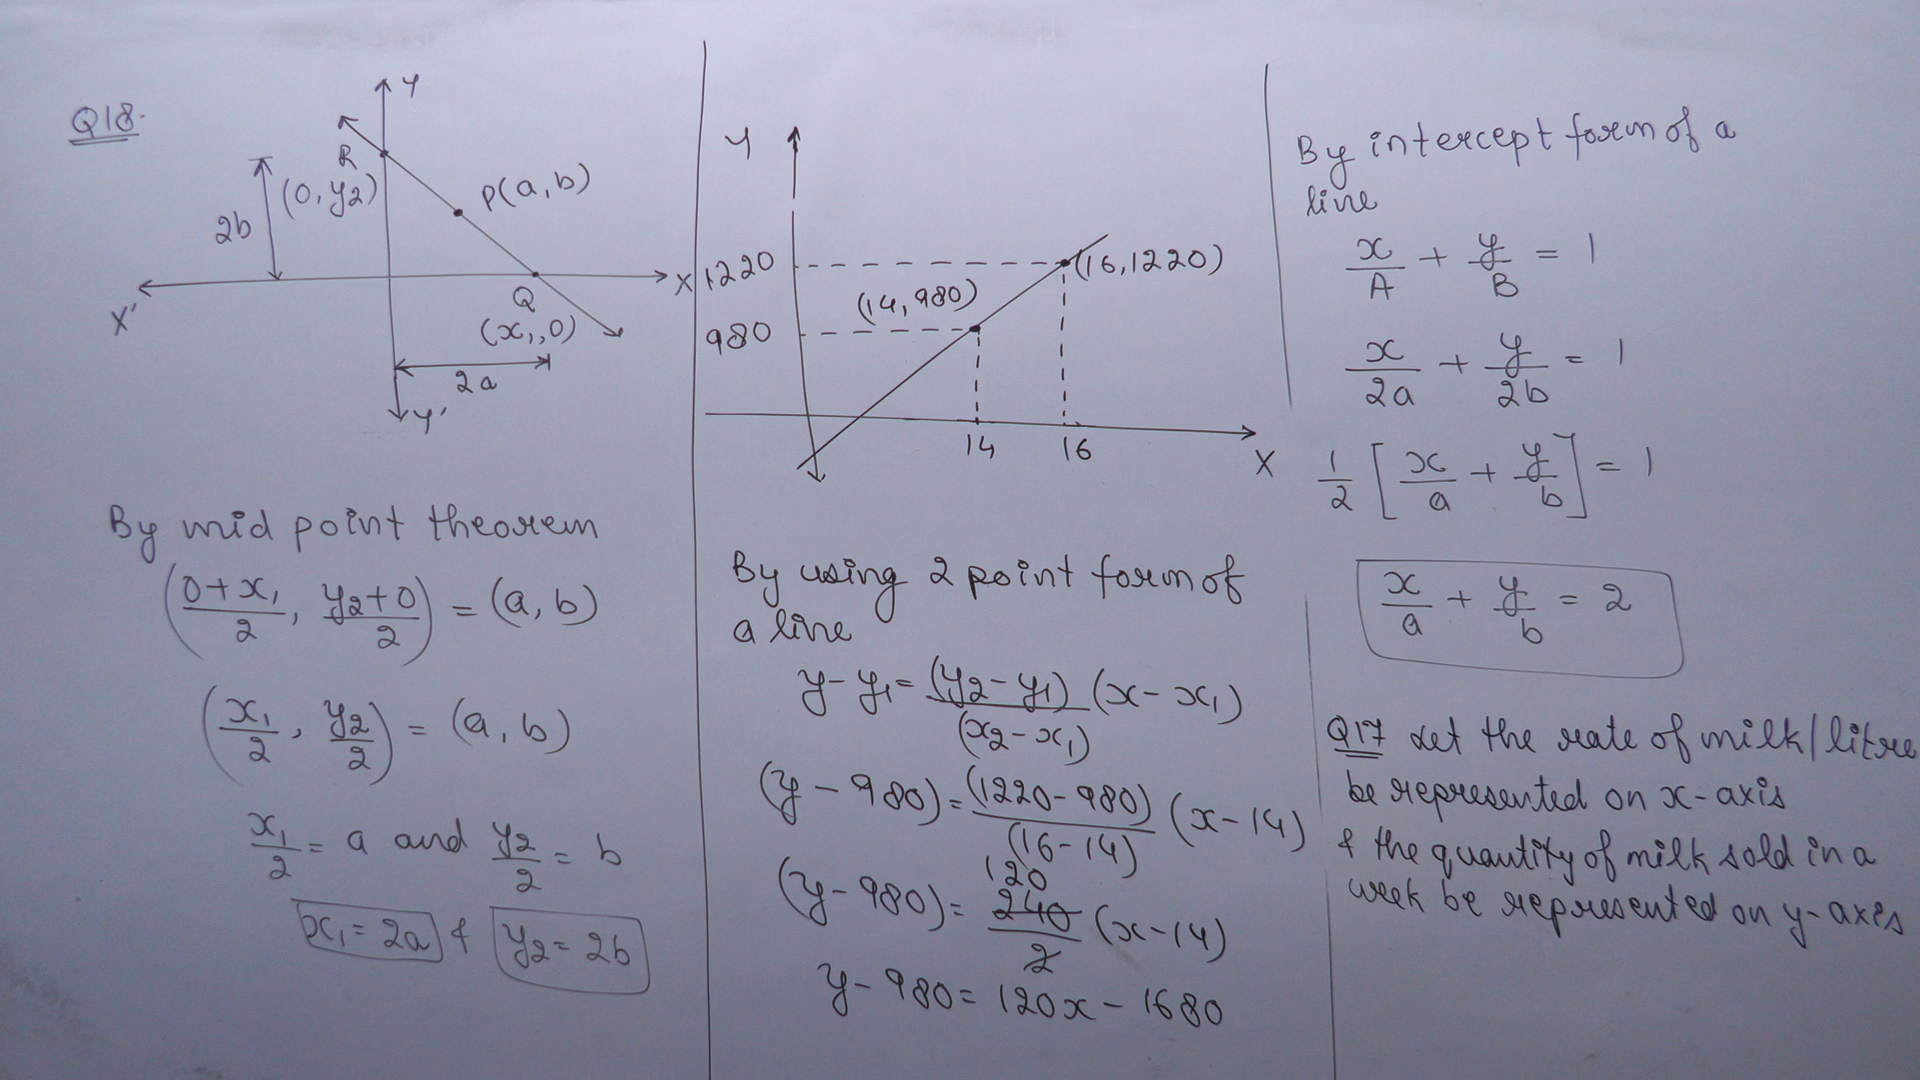 Q18.
Y
R
(0, y2)
P(a, b)
2b
X'
X
Q
(x1, 0)
2a
Y'
By mid point theorem
((0+x1)/2, (y2+0)/2) = (a, b)
(x1/2, y2/2) = (a, b)
x1/2 = a and y2/2 = b
x1 = 2a & y2 = 2b
Y
1220
(16, 1220)
(14, 980)
980
14
16
X
By using 2 point form of
a line
y - y1 = (y2 - y1)/(x2 - x1) (x - x1)
(y - 980) = (1220 - 980)/(16 - 14) (x - 14)
120
(y - 980) = 240/2 (x - 14)
y - 980 = 120x - 1680
By intercept form of a
line
x/A + y/B = 1
x/2a + y/2b = 1
1/2 [x/a + y/b] = 1
x/a + y/b = 2
Q17 Let the rate of milk/litre
be represented on x-axis
& the quantity of milk sold in a
week be represented on y-axis